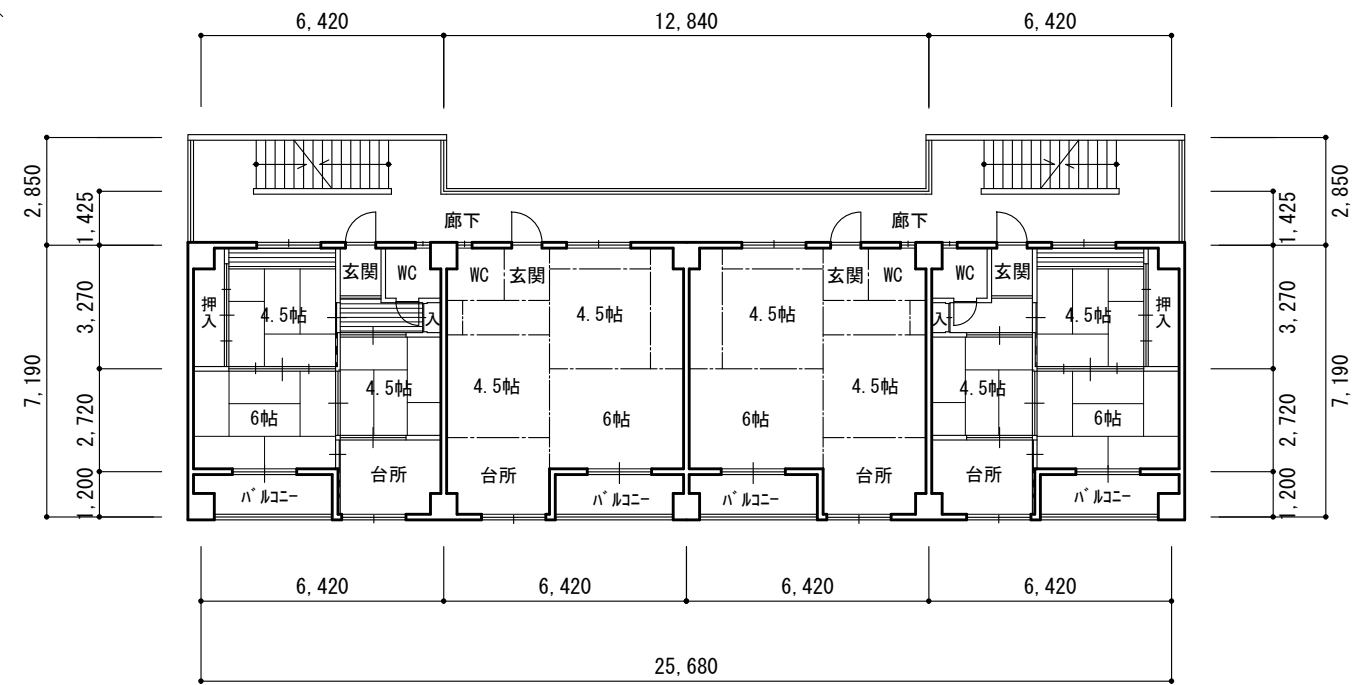 6,420 12,840 6,420
2,850 1,425 1,425 2,850
廊下 廊下
玄関 WC WC 玄関 玄関 WC WC 玄関
押入 4.5帖 入 4.5帖 4.5帖 入 4.5帖 押入
3,270 3,270
7,190 7,190
4.5帖 4.5帖 4.5帖 4.5帖
6帖 6帖 6帖 6帖
2,720 2,720
台所 台所 台所 台所
バルコニー バルコニー バルコニー バルコニー
1,200 1,200
6,420 6,420 6,420 6,420
25,680